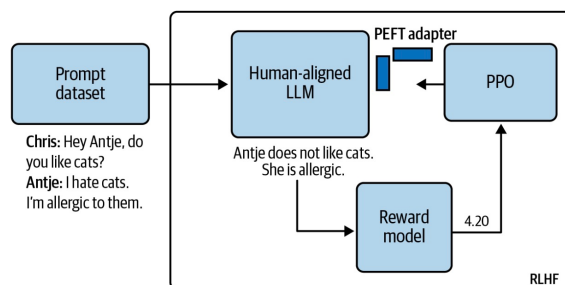 PEFT adapter
Prompt
dataset
Human-aligned
LLM
PPO
Chris: Hey Antje, do
you like cats?
Antje: I hate cats.
I'm allergic to them.
Antje does not like cats.
She is allergic.
Reward
model
4.20
RLHF